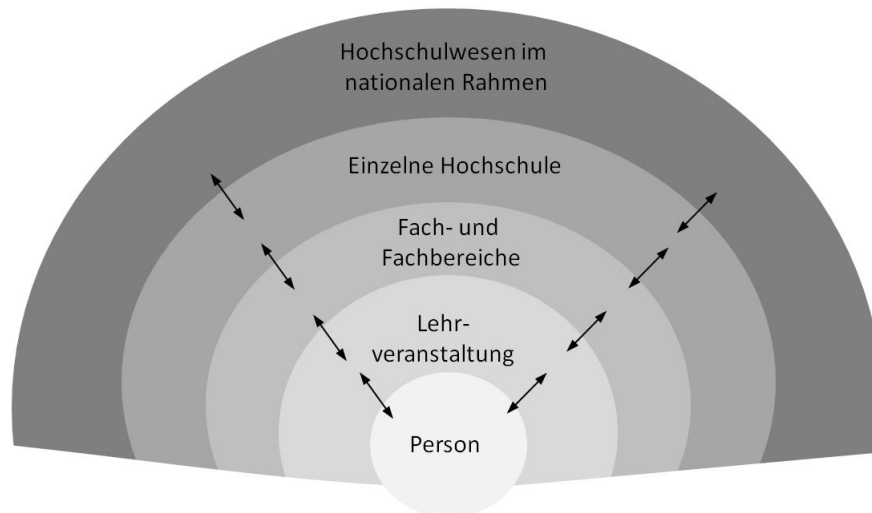 Hochschulwesen im
nationalen Rahmen
Einzelne Hochschule
Fach- und
Fachbereiche
Lehr-
veranstaltung
Person